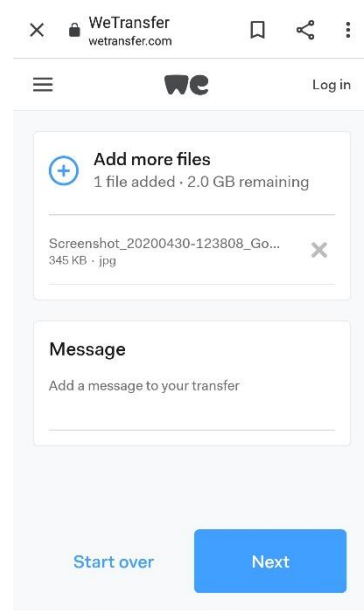 WeTransfer
wetransfer.com
we
Log in
Add more files
1 file added · 2.0 GB remaining
Screenshot_20200430-123808_Go...
345 KB · jpg
Message
Add a message to your transfer
Start over
Next